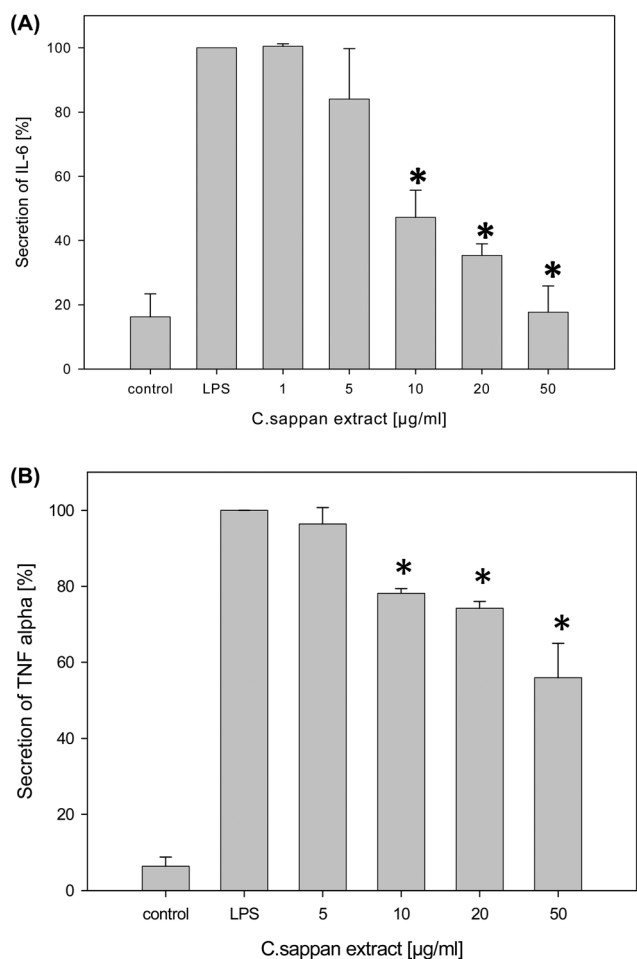 (A)
Secretion of IL-6 [%]
100
80
60
40
20
0
*
*
*
control LPS 1 5 10 20 50
C.sappan extract [µg/ml]
(B)
Secretion of TNF alpha [%]
100
80
60
40
20
0
*
*
*
control LPS 5 10 20 50
C.sappan extract [µg/ml]